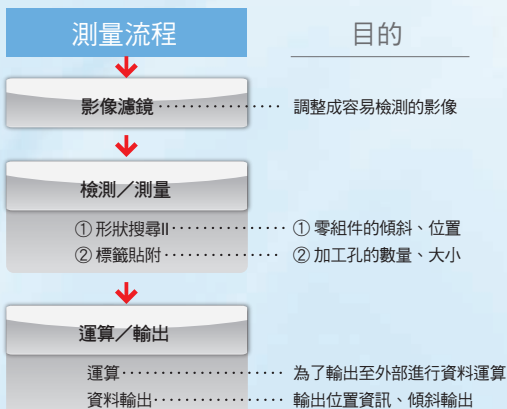 測量流程 目的
影像濾鏡················ 調整成容易檢測的影像
檢測／測量
① 形狀搜尋II··············· ① 零組件的傾斜、位置
② 標籤貼附··············· ② 加工孔的數量、大小
運算／輸出
運算····················· 為了輸出至外部進行資料運算
資料輸出················· 輸出位置資訊、傾斜輸出